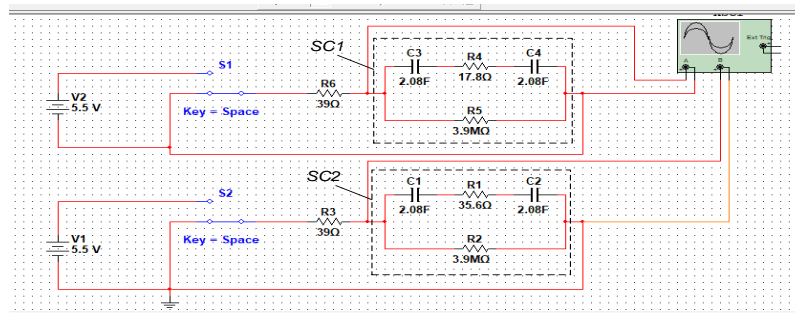 SC1
Ext Trig
A
B
S1
C3
R4
C4
2.08F
17.8Ω
2.08F
V2
5.5 V
R6
39Ω
Key = Space
R5
3.9MΩ
SC2
S2
C1
R1
C2
2.08F
35.6Ω
2.08F
R3
39Ω
V1
5.5 V
Key = Space
R2
3.9MΩ